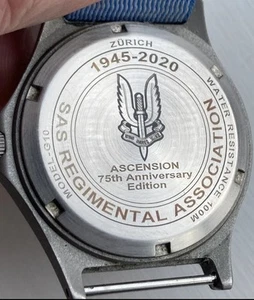 ZÜRICH
1945-2020
SAS REGIMENTAL ASSOCIATION
ASCENSION
75th Anniversary
Edition
MODEL-G10
WATER RESISTANCE 100M